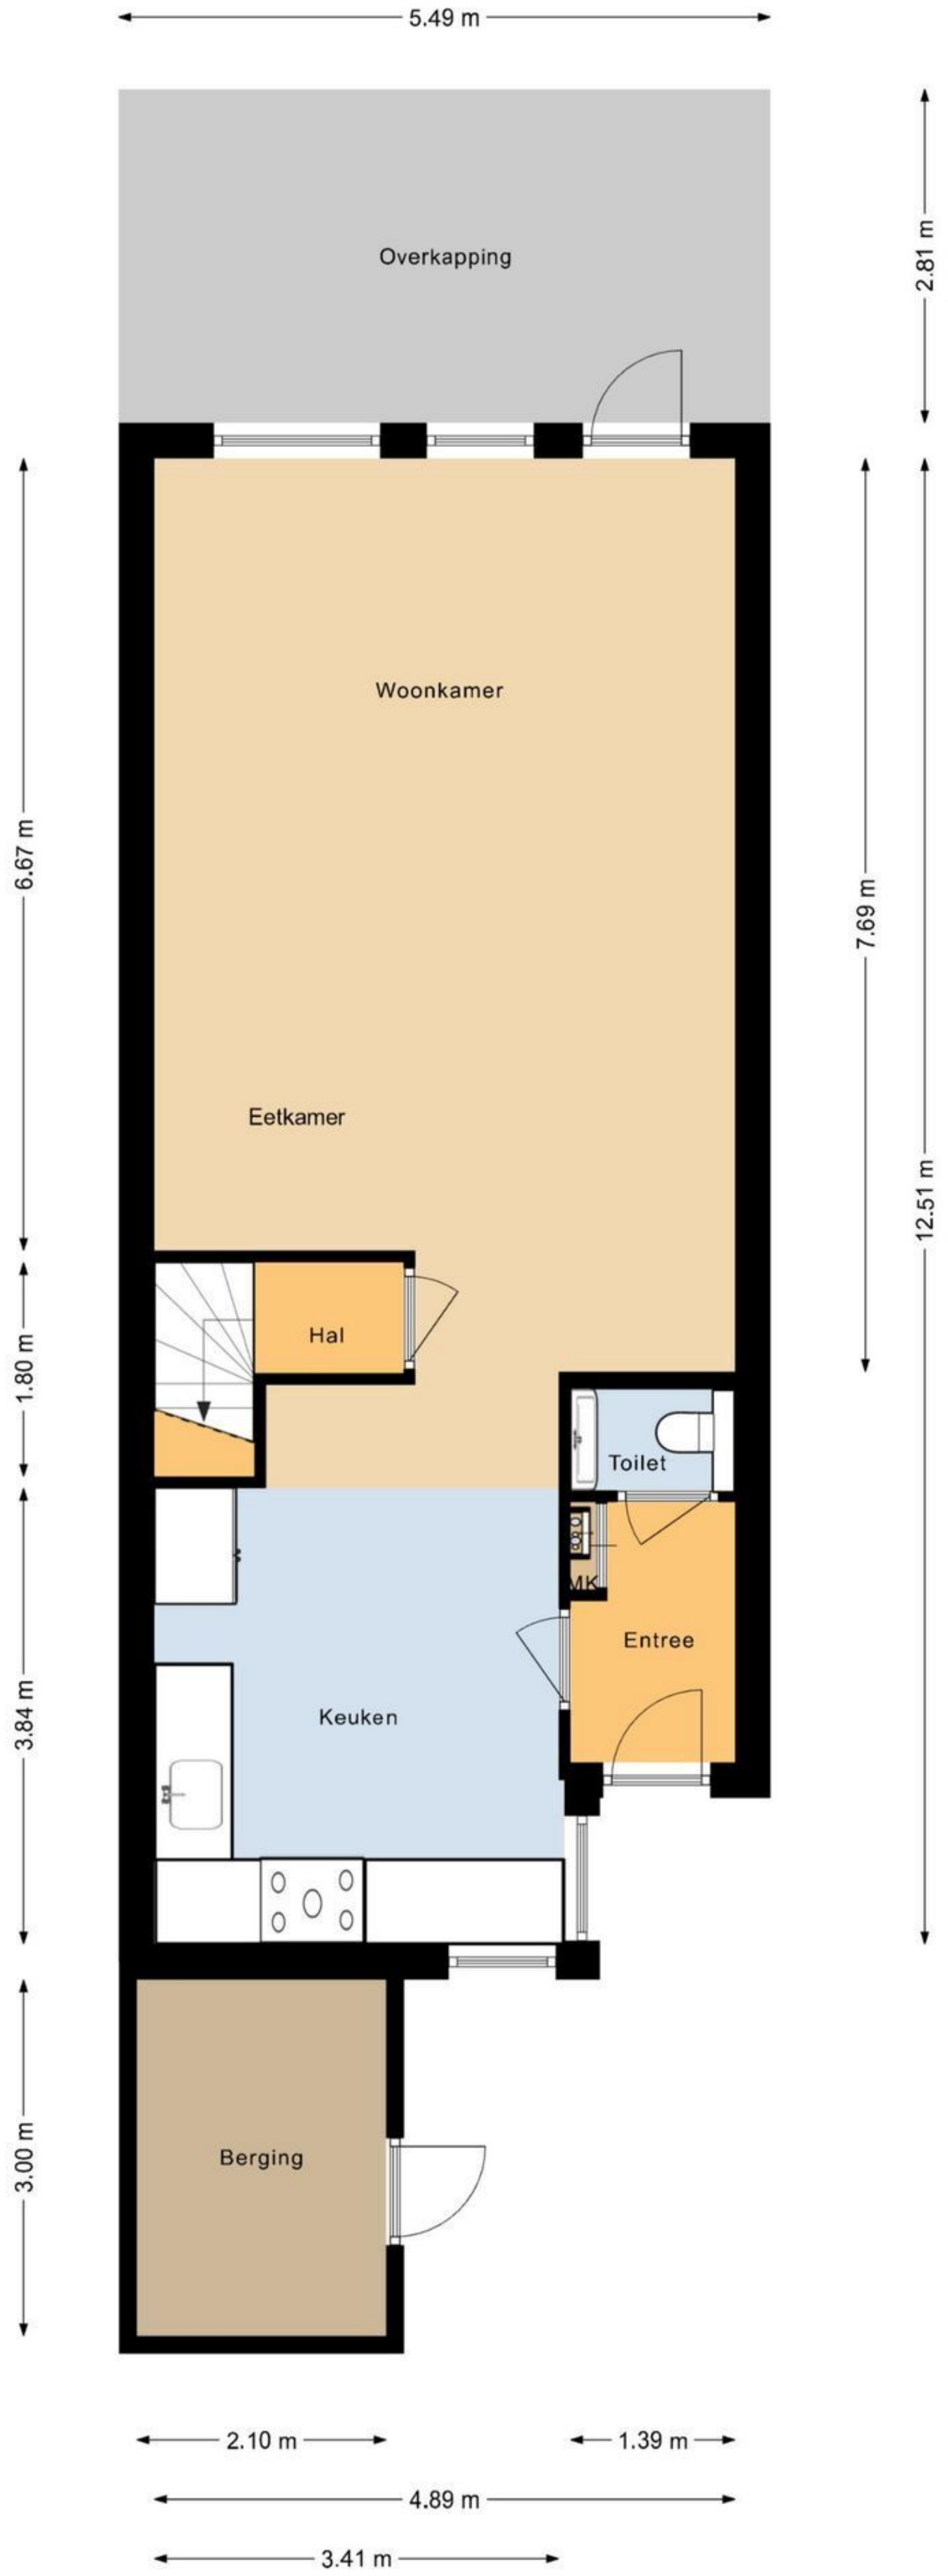 5.49 m
Overkapping
2.81 m
Woonkamer
6.67 m
7.69 m
Eetkamer
12.51 m
Hal
1.80 m
Toilet
MK
Entree
Keuken
3.84 m
Berging
3.00 m
2.10 m
1.39 m
4.89 m
3.41 m